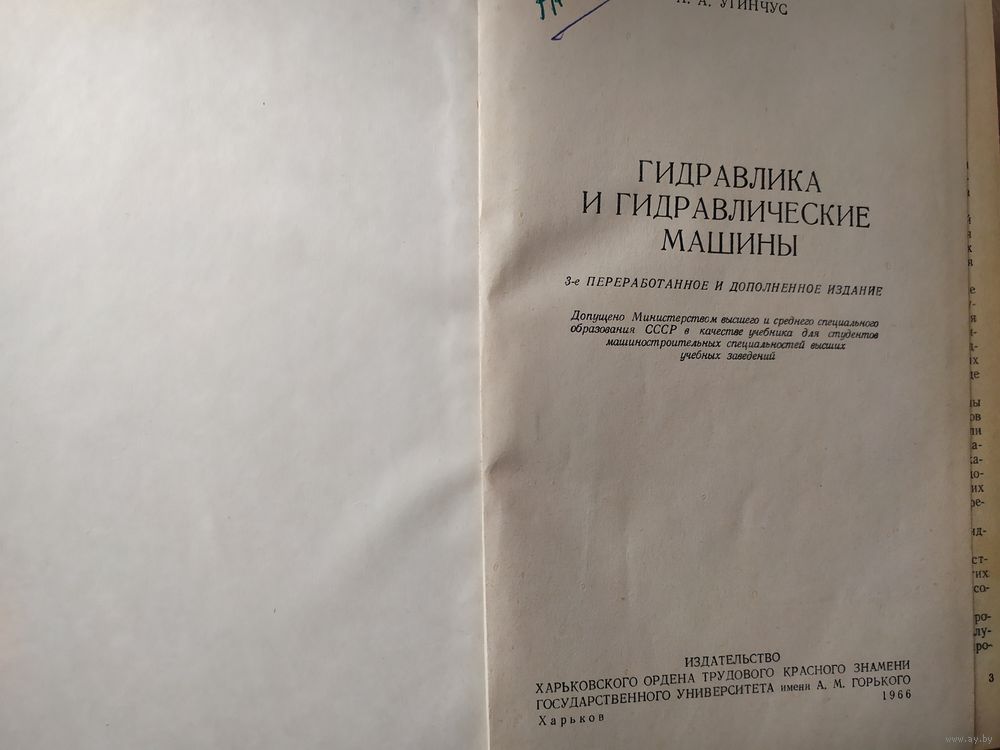 А. А. УГИНЧУС
ГИДРАВЛИКА
И ГИДРАВЛИЧЕСКИЕ
МАШИНЫ
3-е ПЕРЕРАБОТАННОЕ И ДОПОЛНЕННОЕ ИЗДАНИЕ
Допущено Министерством высшего и среднего специального
образования СССР в качестве учебника для студентов
машиностроительных специальностей высших
учебных заведений
ИЗДАТЕЛЬСТВО
ХАРЬКОВСКОГО ОРДЕНА ТРУДОВОГО КРАСНОГО ЗНАМЕНИ
ГОСУДАРСТВЕННОГО УНИВЕРСИТЕТА имени А. М. ГОРЬКОГО
Харьков 1966
3
www.ay.by